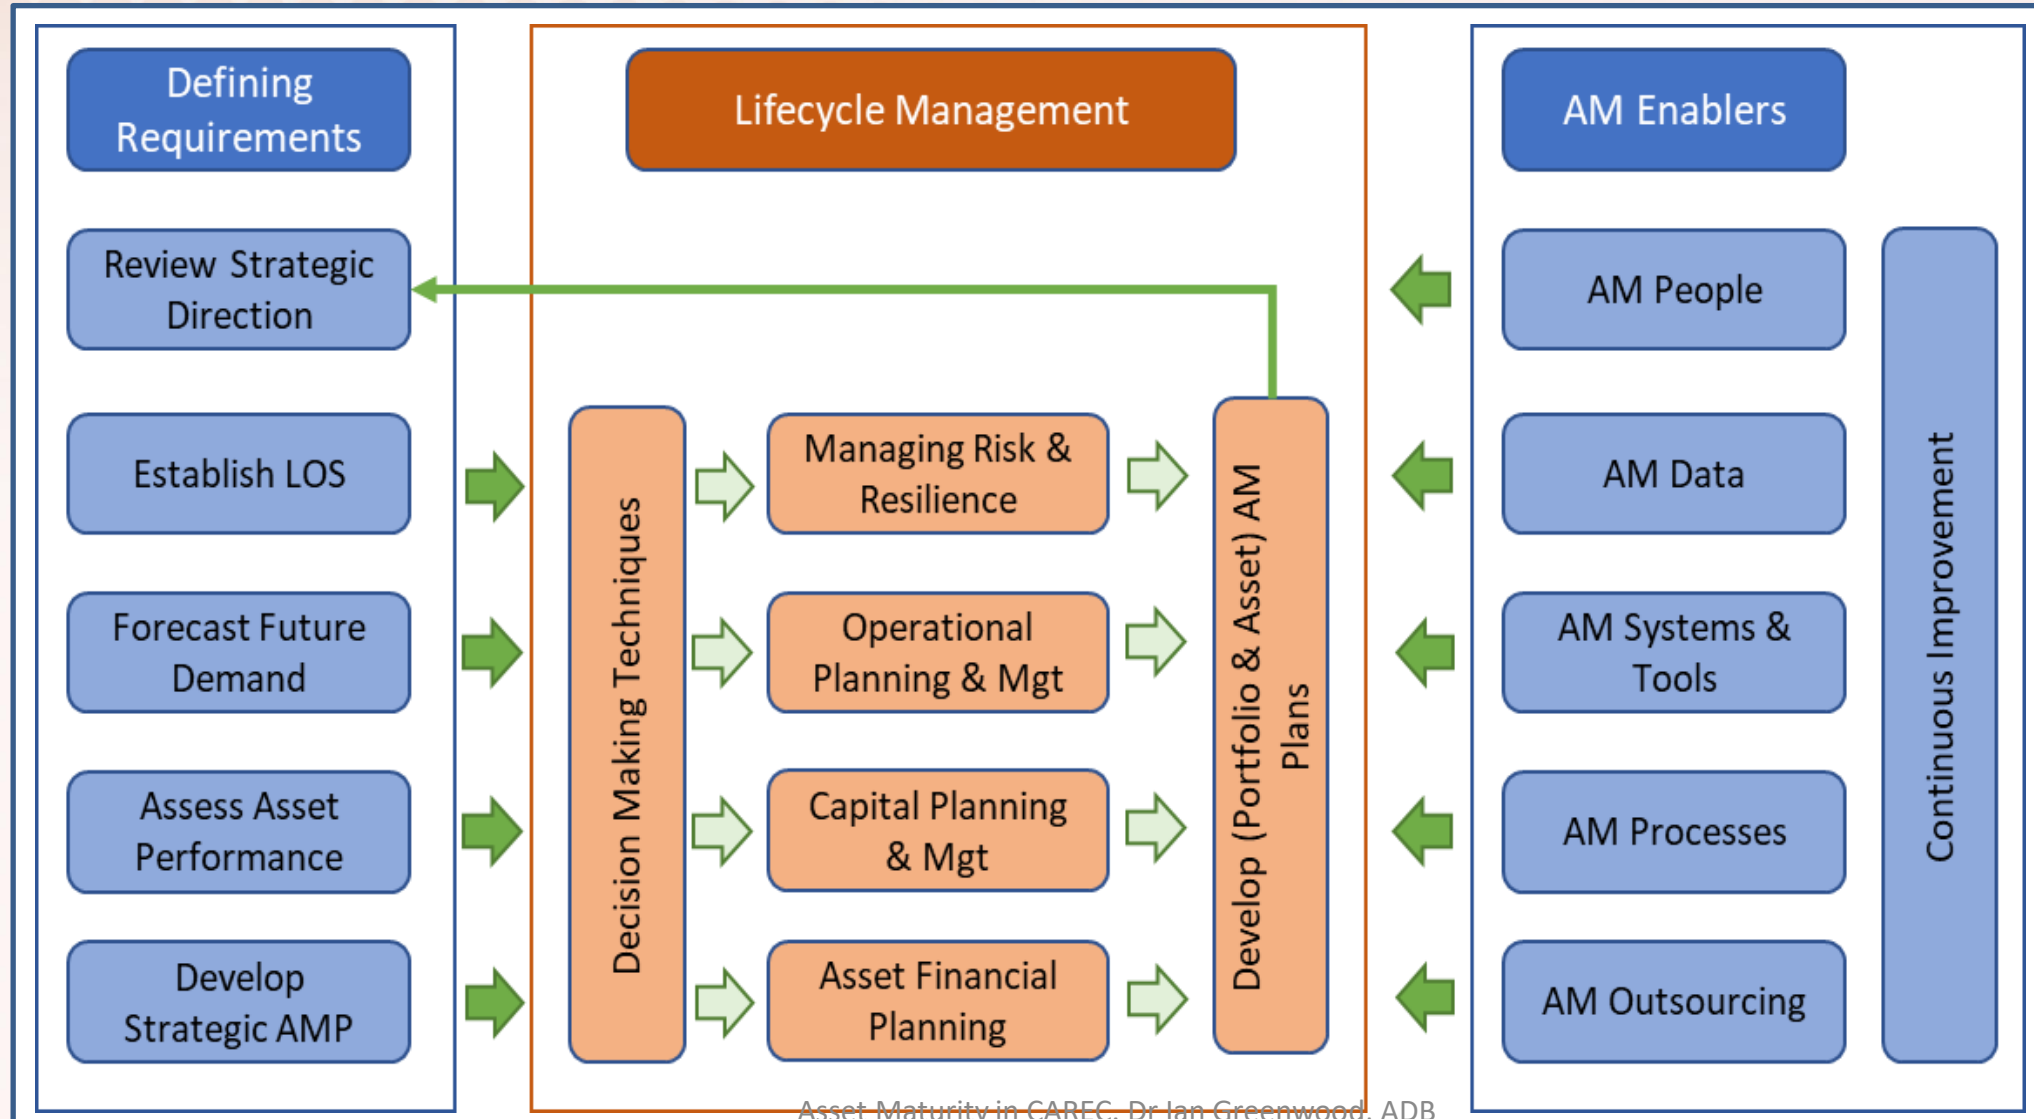 Defining
Requirements
Review Strategic
Direction
Establish LOS
Forecast Future
Demand
Assess Asset
Performance
Develop
Strategic AMP
Lifecycle Management
Decision Making Techniques
Managing Risk &
Resilience
Operational
Planning & Mgt
Capital Planning
& Mgt
Asset Financial
Planning
Develop (Portfolio & Asset) AM
Plans
AM Enablers
AM People
AM Data
AM Systems &
Tools
AM Processes
AM Outsourcing
Continuous Improvement
Asset Maturity in CAREC. Dr Ian Greenwood. ADB